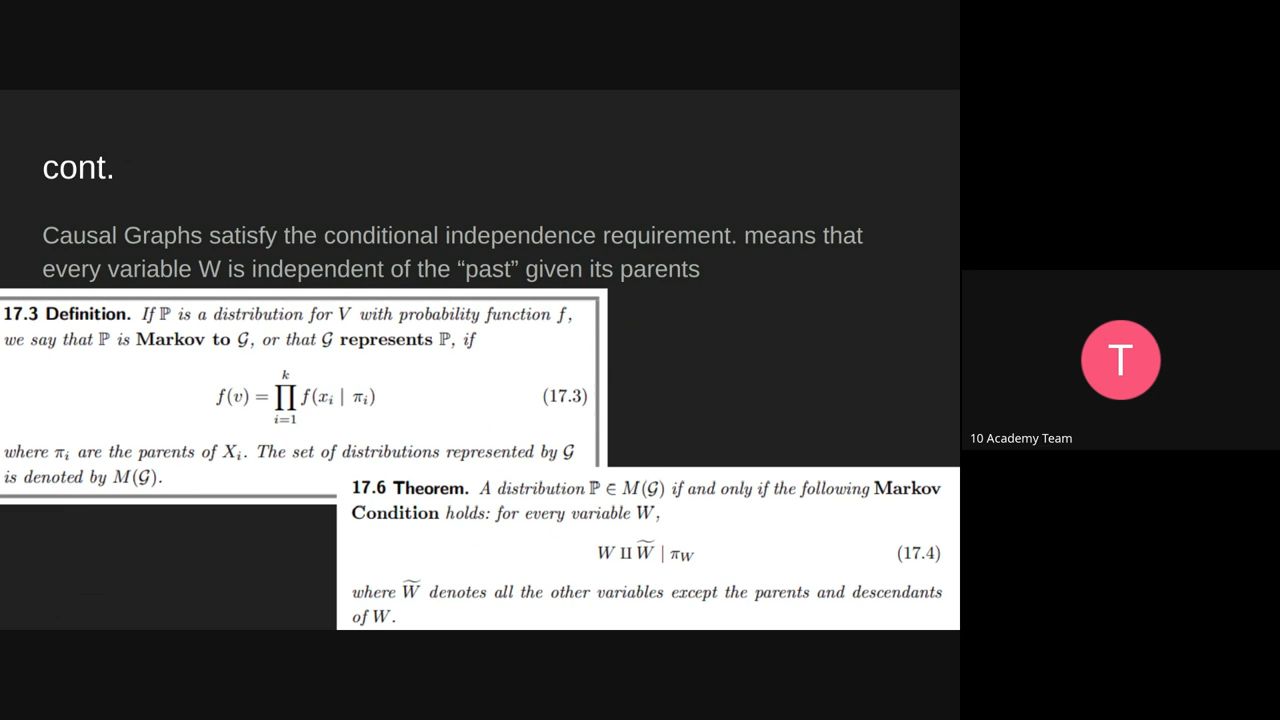 cont.
Causal Graphs satisfy the conditional independence requirement. means that
every variable W is independent of the “past” given its parents
17.3 Definition. If ℙ is a distribution for V with probability function f,
we say that ℙ is Markov to 𝒢, or that 𝒢 represents ℙ, if
f(v) = ∏_{i=1}^{k} f(x_i | π_i) (17.3)
where π_i are the parents of X_i. The set of distributions represented by 𝒢
is denoted by M(𝒢).
17.6 Theorem. A distribution ℙ ∈ M(𝒢) if and only if the following Markov
Condition holds: for every variable W,
W ⨿ W̃ | π_W (17.4)
where W̃ denotes all the other variables except the parents and descendants
of W.
T
10 Academy Team